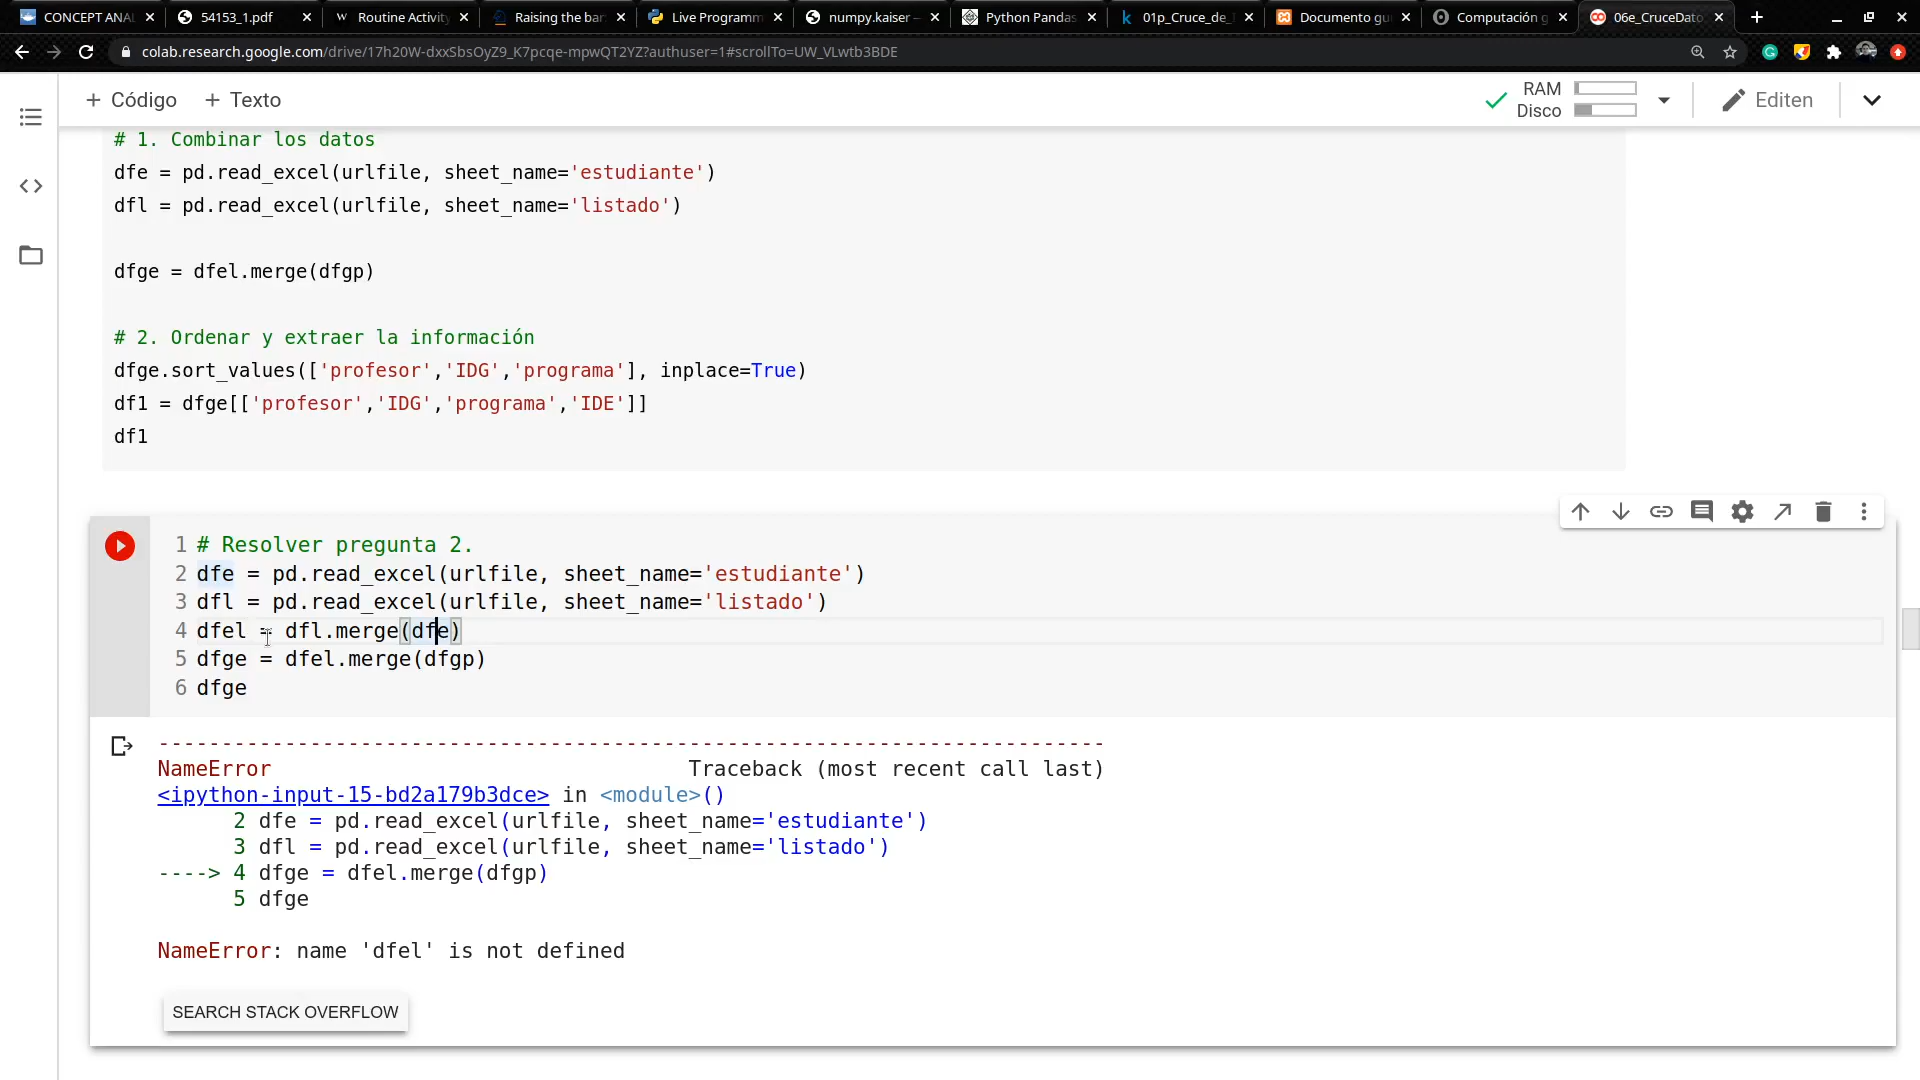 CONCEPT ANAL
54153_1.pdf
Routine Activity
Raising the bar
Live Programm
numpy.kaiser —
Python Pandas
01p_Cruce_de_
Documento gu
Computación g
06e_CruceDato
colab.research.google.com/drive/17h20W-dxxSbsOyZ9_K7pcqe-mpwQT2YZ?authuser=1#scrollTo=UW_VLwtb3BDE
+ Código + Texto
RAM
Disco
Editen
# 1. Combinar los datos
dfe = pd.read_excel(urlfile, sheet_name='estudiante')
dfl = pd.read_excel(urlfile, sheet_name='listado')
dfge = dfel.merge(dfgp)
# 2. Ordenar y extraer la información
dfge.sort_values(['profesor','IDG','programa'], inplace=True)
df1 = dfge[['profesor','IDG','programa','IDE']]
df1
1 # Resolver pregunta 2.
2 dfe = pd.read_excel(urlfile, sheet_name='estudiante')
3 dfl = pd.read_excel(urlfile, sheet_name='listado')
4 dfel = dfl.merge(dfe)
5 dfge = dfel.merge(dfgp)
6 dfge
---------------------------------------------------------------------------
NameError Traceback (most recent call last)
<ipython-input-15-bd2a179b3dce> in <module>()
2 dfe = pd.read_excel(urlfile, sheet_name='estudiante')
3 dfl = pd.read_excel(urlfile, sheet_name='listado')
----> 4 dfge = dfel.merge(dfgp)
5 dfge
NameError: name 'dfel' is not defined
SEARCH STACK OVERFLOW